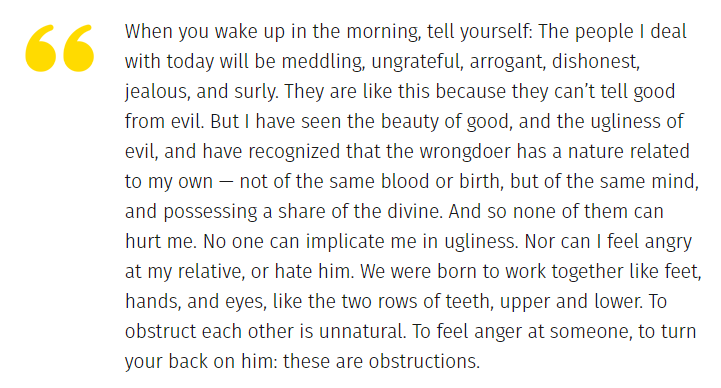 When you wake up in the morning, tell yourself: The people I deal
with today will be meddling, ungrateful, arrogant, dishonest,
jealous, and surly. They are like this because they can’t tell good
from evil. But I have seen the beauty of good, and the ugliness of
evil, and have recognized that the wrongdoer has a nature related
to my own — not of the same blood or birth, but of the same mind,
and possessing a share of the divine. And so none of them can
hurt me. No one can implicate me in ugliness. Nor can I feel angry
at my relative, or hate him. We were born to work together like feet,
hands, and eyes, like the two rows of teeth, upper and lower. To
obstruct each other is unnatural. To feel anger at someone, to turn
your back on him: these are obstructions.